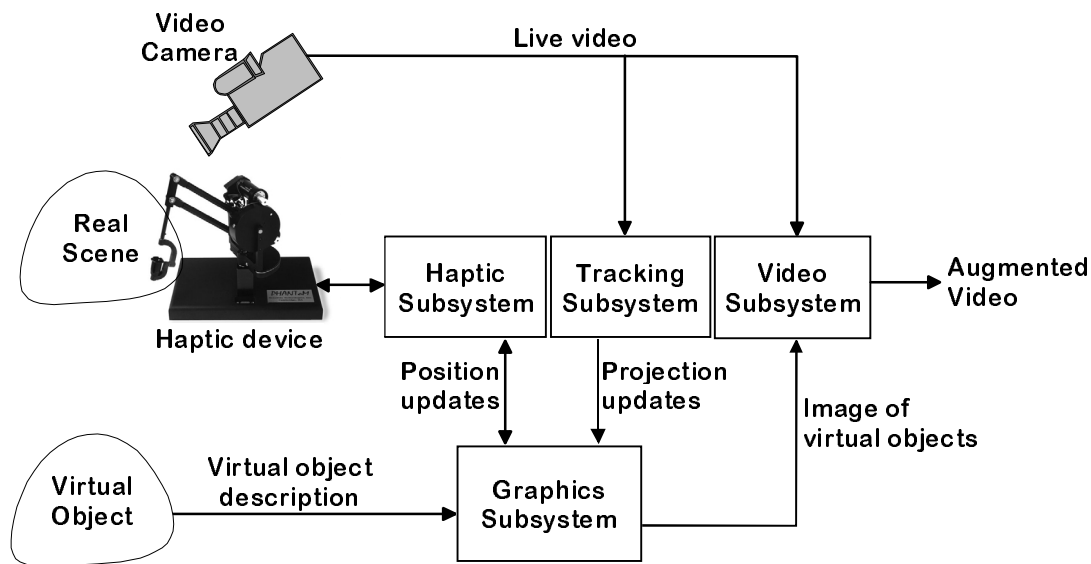 Video
Camera
Live video
Real
Scene
PHANToM
Haptic device
Haptic
Subsystem
Tracking
Subsystem
Video
Subsystem
Augmented
Video
Position
updates
Projection
updates
Image of
virtual objects
Virtual
Object
Virtual object
description
Graphics
Subsystem